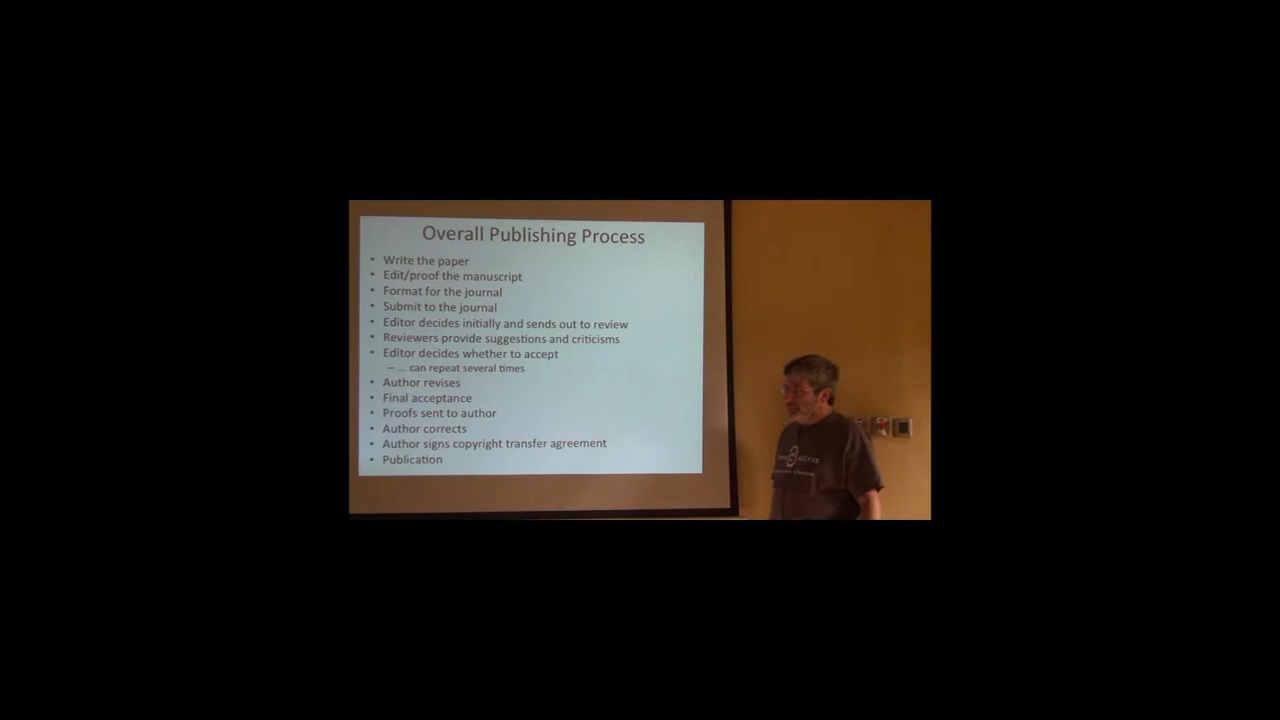 Overall Publishing Process
• Write the paper
• Edit/proof the manuscript
• Format for the journal
• Submit to the journal
• Editor decides initially and sends out to review
• Reviewers provide suggestions and criticisms
• Editor decides whether to accept
– ... can repeat several times
• Author revises
• Final acceptance
• Proofs sent to author
• Author corrects
• Author signs copyright transfer agreement
• Publication